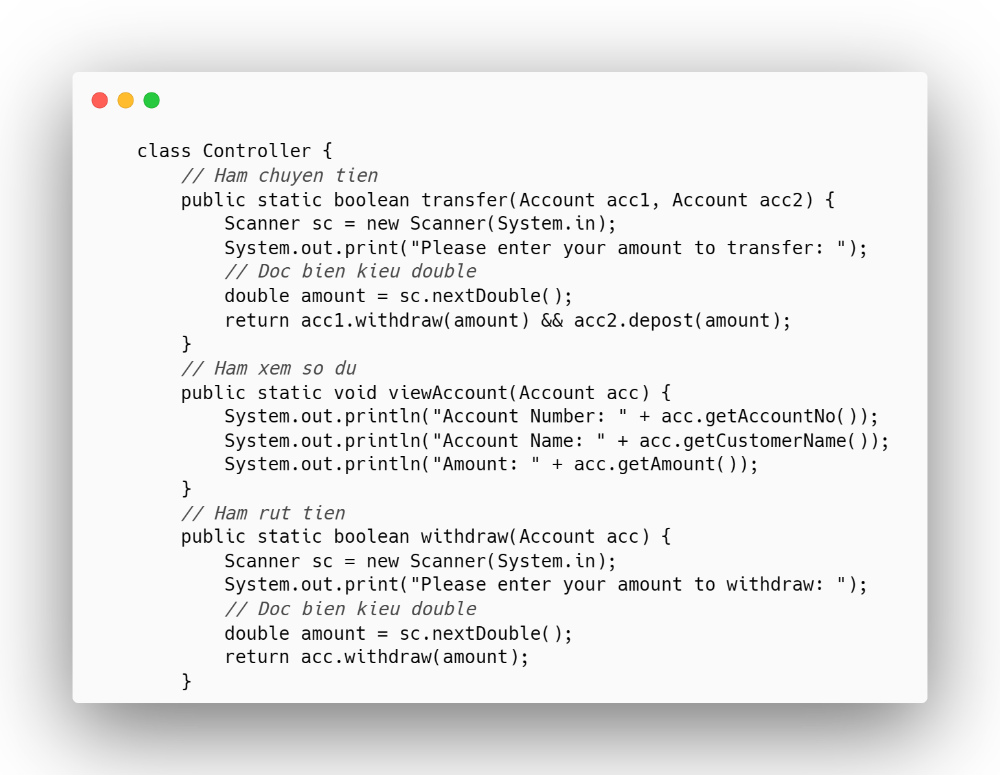 class Controller {
    // Ham chuyen tien
    public static boolean transfer(Account acc1, Account acc2) {
        Scanner sc = new Scanner(System.in);
        System.out.print("Please enter your amount to transfer: ");
        // Doc bien kieu double
        double amount = sc.nextDouble();
        return acc1.withdraw(amount) && acc2.depost(amount);
    }
    // Ham xem so du
    public static void viewAccount(Account acc) {
        System.out.println("Account Number: " + acc.getAccountNo());
        System.out.println("Account Name: " + acc.getCustomerName());
        System.out.println("Amount: " + acc.getAmount());
    }
    // Ham rut tien
    public static boolean withdraw(Account acc) {
        Scanner sc = new Scanner(System.in);
        System.out.print("Please enter your amount to withdraw: ");
        // Doc bien kieu double
        double amount = sc.nextDouble();
        return acc.withdraw(amount);
    }